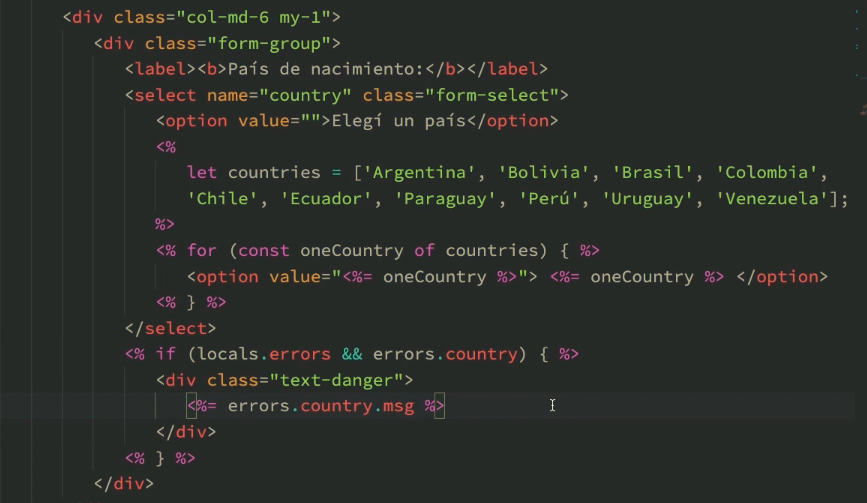 <div class="col-md-6 my-1">
<div class="form-group">
<label><b>País de nacimiento:</b></label>
<select name="country" class="form-select">
<option value="">Elegí un país</option>
<%
let countries = ['Argentina', 'Bolivia', 'Brasil', 'Colombia',
'Chile', 'Ecuador', 'Paraguay', 'Perú', 'Uruguay', 'Venezuela'];
%>
<% for (const oneCountry of countries) { %>
<option value="<%= oneCountry %>"> <%= oneCountry %> </option>
<% } %>
</select>
<% if (locals.errors && errors.country) { %>
<div class="text-danger">
<%= errors.country.msg %>
</div>
<% } %>
</div>